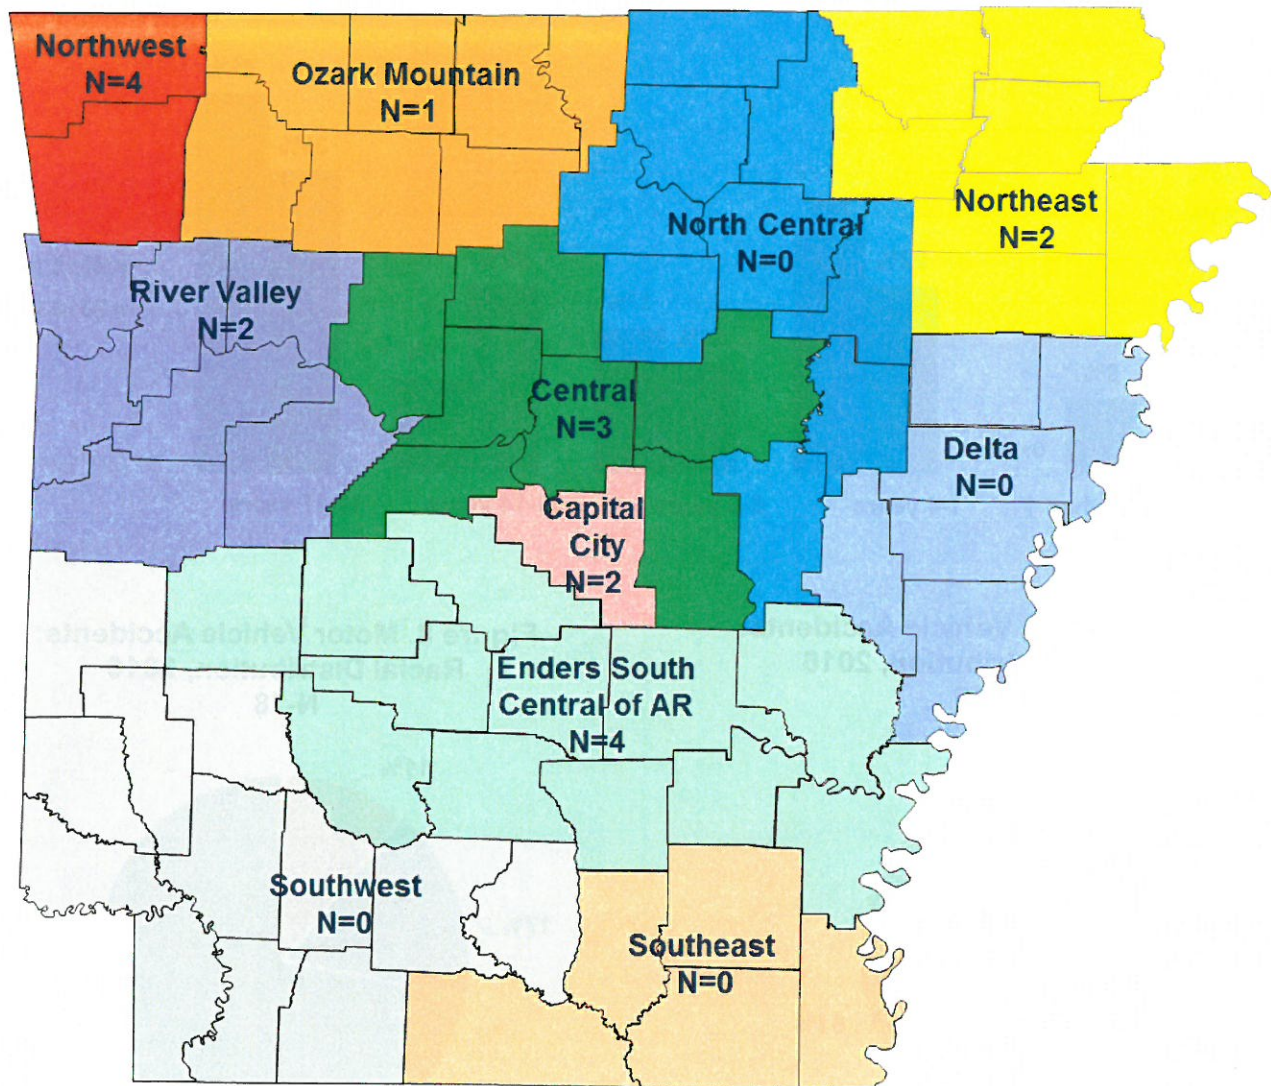 Northwest
N=4
Ozark Mountain
N=1
North Central
N=0
Northeast
N=2
River Valley
N=2
Central
N=3
Delta
N=0
Capital
City
N=2
Enders South
Central of AR
N=4
Southwest
N=0
Southeast
N=0